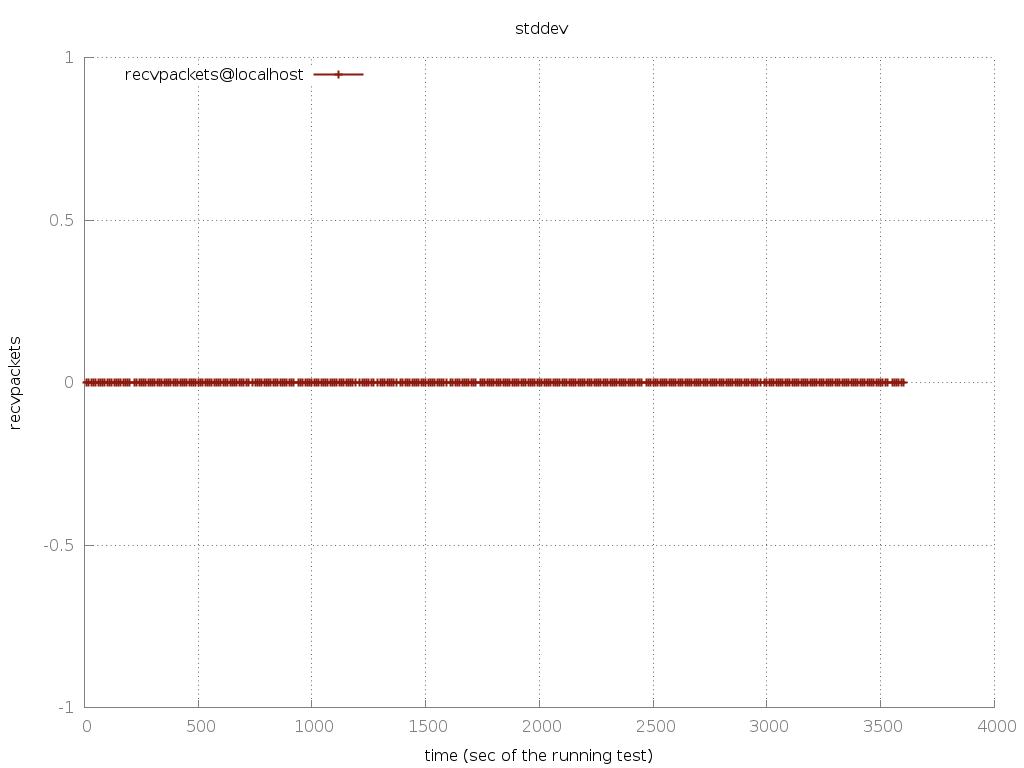 stddev
recvpackets@localhost
1
0.5
0
-0.5
-1
recvpackets
0 500 1000 1500 2000 2500 3000 3500 4000
time (sec of the running test)